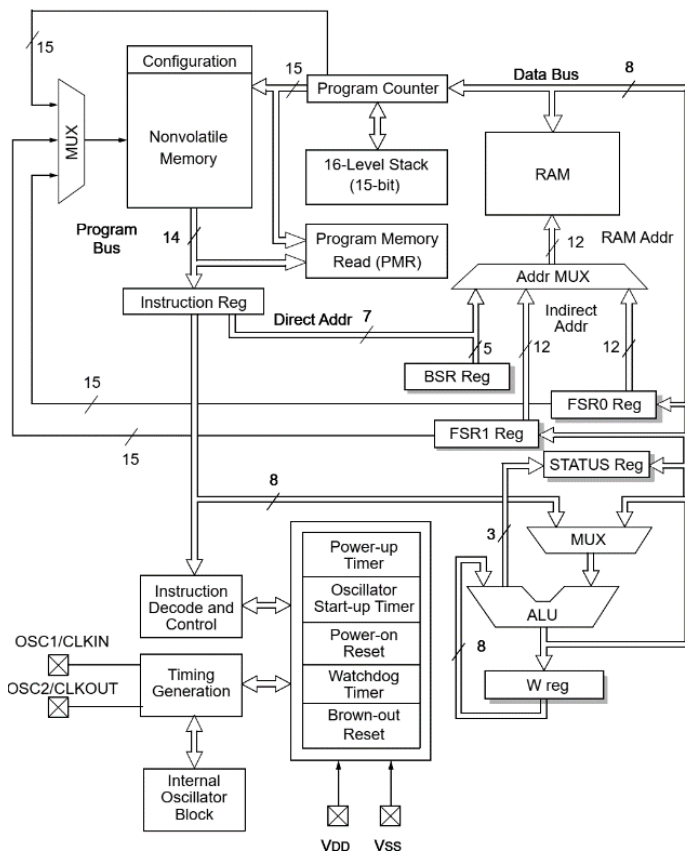 15
Configuration
15
Program Counter
Data Bus
8
MUX
Nonvolatile
Memory
16-Level Stack
(15-bit)
RAM
Program
Bus
14
Program Memory
Read (PMR)
12
RAM Addr
Addr MUX
Instruction Reg
Direct Addr
7
Indirect
Addr
5
12
12
BSR Reg
15
FSR0 Reg
15
FSR1 Reg
STATUS Reg
8
3
MUX
Power-up
Timer
Instruction
Decode and
Control
Oscillator
Start-up Timer
ALU
OSC1/CLKIN
Power-on
Reset
8
OSC2/CLKOUT
Timing
Generation
Watchdog
Timer
W reg
Brown-out
Reset
Internal
Oscillator
Block
VDD
VSS